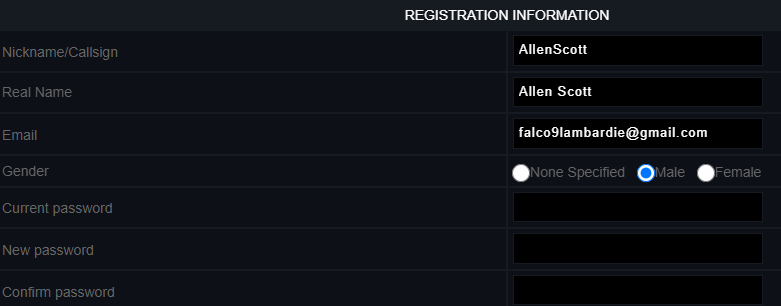 REGISTRATION INFORMATION
Nickname/Callsign AllenScott
Real Name Allen Scott
Email falco9lambardie@gmail.com
Gender None Specified Male Female
Current password
New password
Confirm password